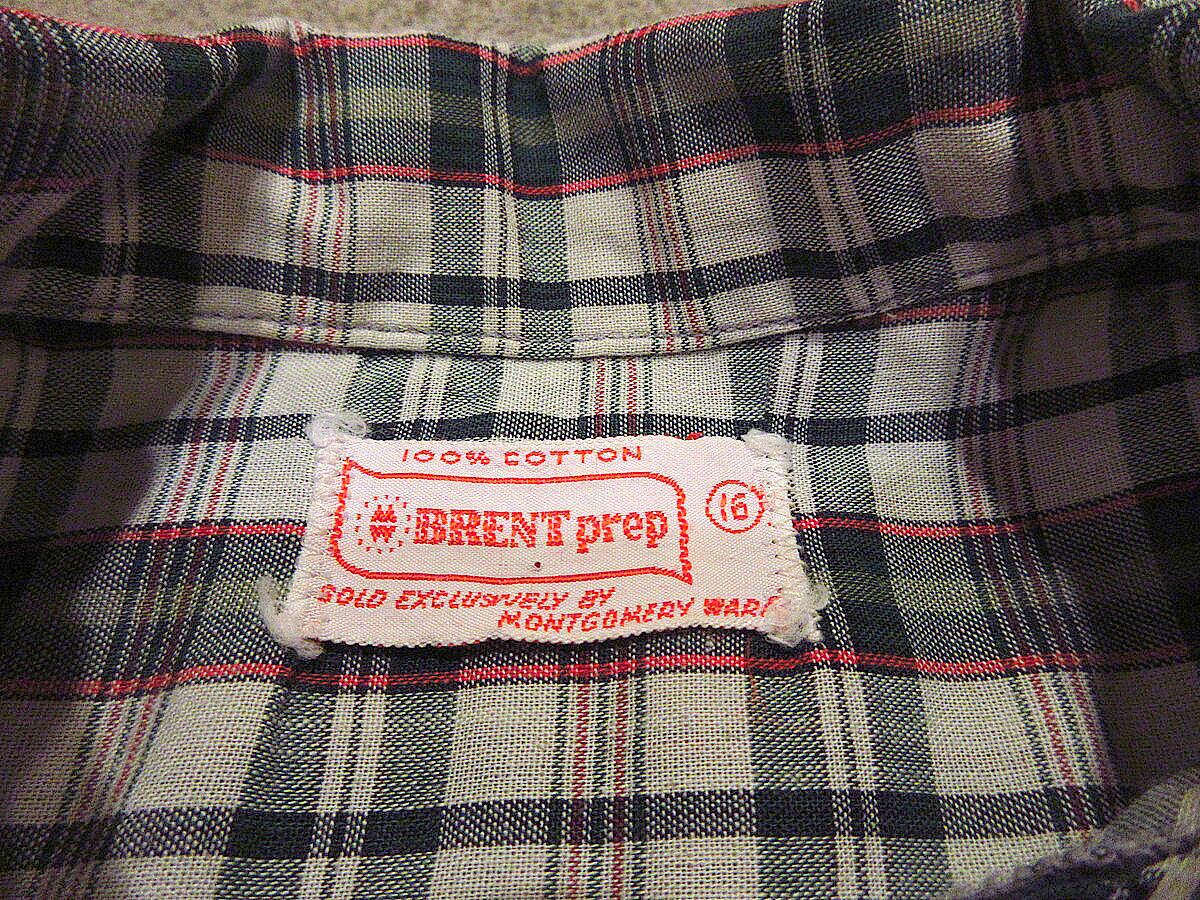 100% COTTON
BRENT prep
16
SOLD EXCLUSIVELY BY
MONTGOMERY WARD